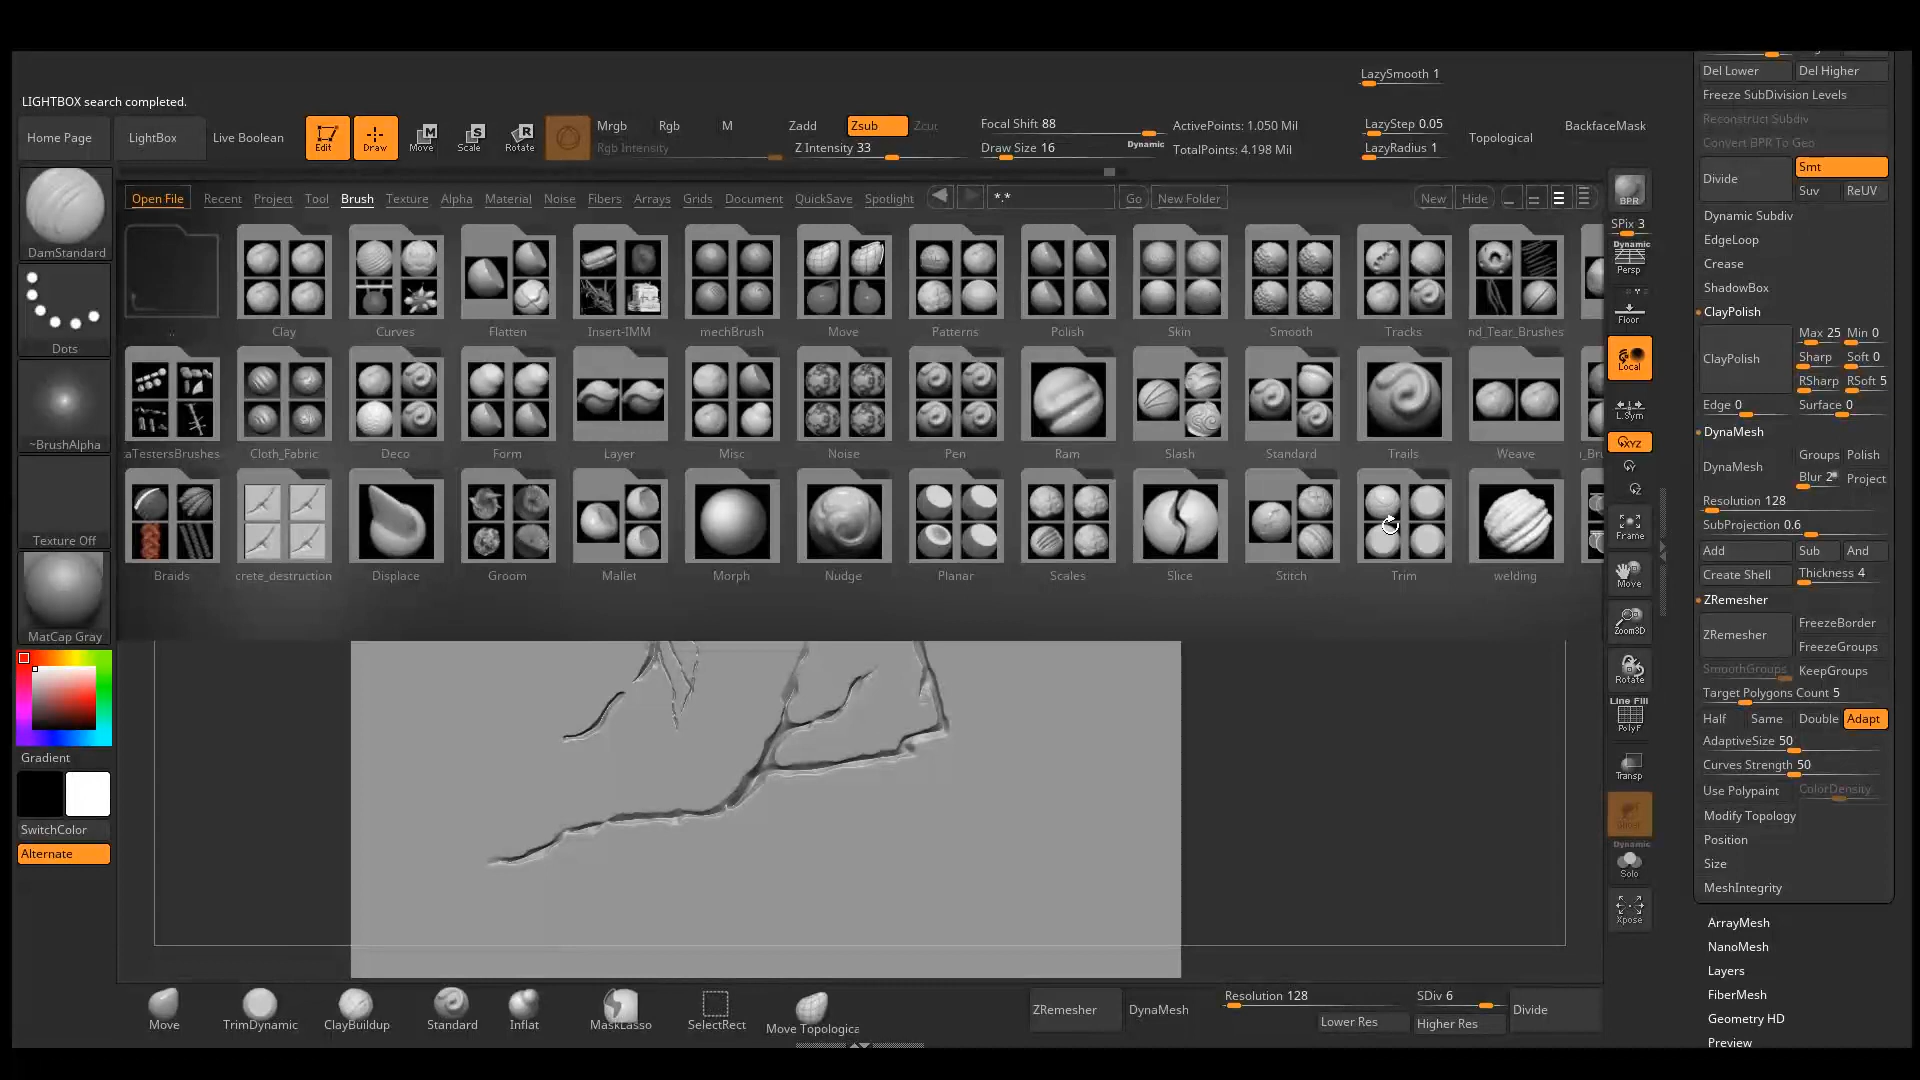 LazySmooth 1
LIGHTBOX search completed.
Home Page
LightBox
Live Boolean
Edit
Draw
Move
Scale
Rotate
Mrgb
Rgb
M
Rgb Intensity
Zadd
Zsub
Zcut
Z Intensity 33
Focal Shift 88
Draw Size 16
Dynamic
ActivePoints: 1.050 Mil
TotalPoints: 4.198 Mil
LazyStep 0.05
LazyRadius 1
Topological
BackfaceMask
Open File
Recent
Project
Tool
Brush
Texture
Alpha
Material
Noise
Fibers
Arrays
Grids
Document
QuickSave
Spotlight
*.*
Go
New Folder
New
Hide
..
Clay
Curves
Flatten
Insert-IMM
mechBrush
Move
Patterns
Polish
Skin
Smooth
Tracks
nd_Tear_Brushes
aTestersBrushes
Cloth_Fabric
Deco
Form
Layer
Misc
Noise
Pen
Ram
Slash
Standard
Trails
Weave
Braids
crete_destruction
Displace
Groom
Mallet
Morph
Nudge
Planar
Scales
Slice
Stitch
Trim
welding
DamStandard
Dots
~BrushAlpha
Texture Off
MatCap Gray
Gradient
SwitchColor
Alternate
BPR
SPix 3
Dynamic
Persp
Floor
Local
L.Sym
XYZ
Frame
Move
Zoom3D
Rotate
Line Fill
PolyF
Transp
Ghost
Dynamic
Solo
Xpose
Del Lower
Del Higher
Freeze SubDivision Levels
Reconstruct Subdiv
Convert BPR To Geo
Divide
Smt
Suv
ReUV
Dynamic Subdiv
EdgeLoop
Crease
ShadowBox
ClayPolish
ClayPolish
Max 25
Min 0
Sharp
Soft 0
RSharp
RSoft 5
Edge 0
Surface 0
DynaMesh
DynaMesh
Groups
Polish
Blur 2
Project
Resolution 128
SubProjection 0.6
Add
Sub
And
Create Shell
Thickness 4
ZRemesher
ZRemesher
FreezeBorder
FreezeGroups
SmoothGroups
KeepGroups
Target Polygons Count 5
Half
Same
Double
Adapt
AdaptiveSize 50
Curves Strength 50
Use Polypaint
ColorDensity
Modify Topology
Position
Size
MeshIntegrity
ArrayMesh
NanoMesh
Layers
FiberMesh
Geometry HD
Preview
Move
TrimDynamic
ClayBuildup
Standard
Inflat
MaskLasso
SelectRect
Move Topologica
ZRemesher
DynaMesh
Resolution 128
Lower Res
SDiv 6
Higher Res
Divide